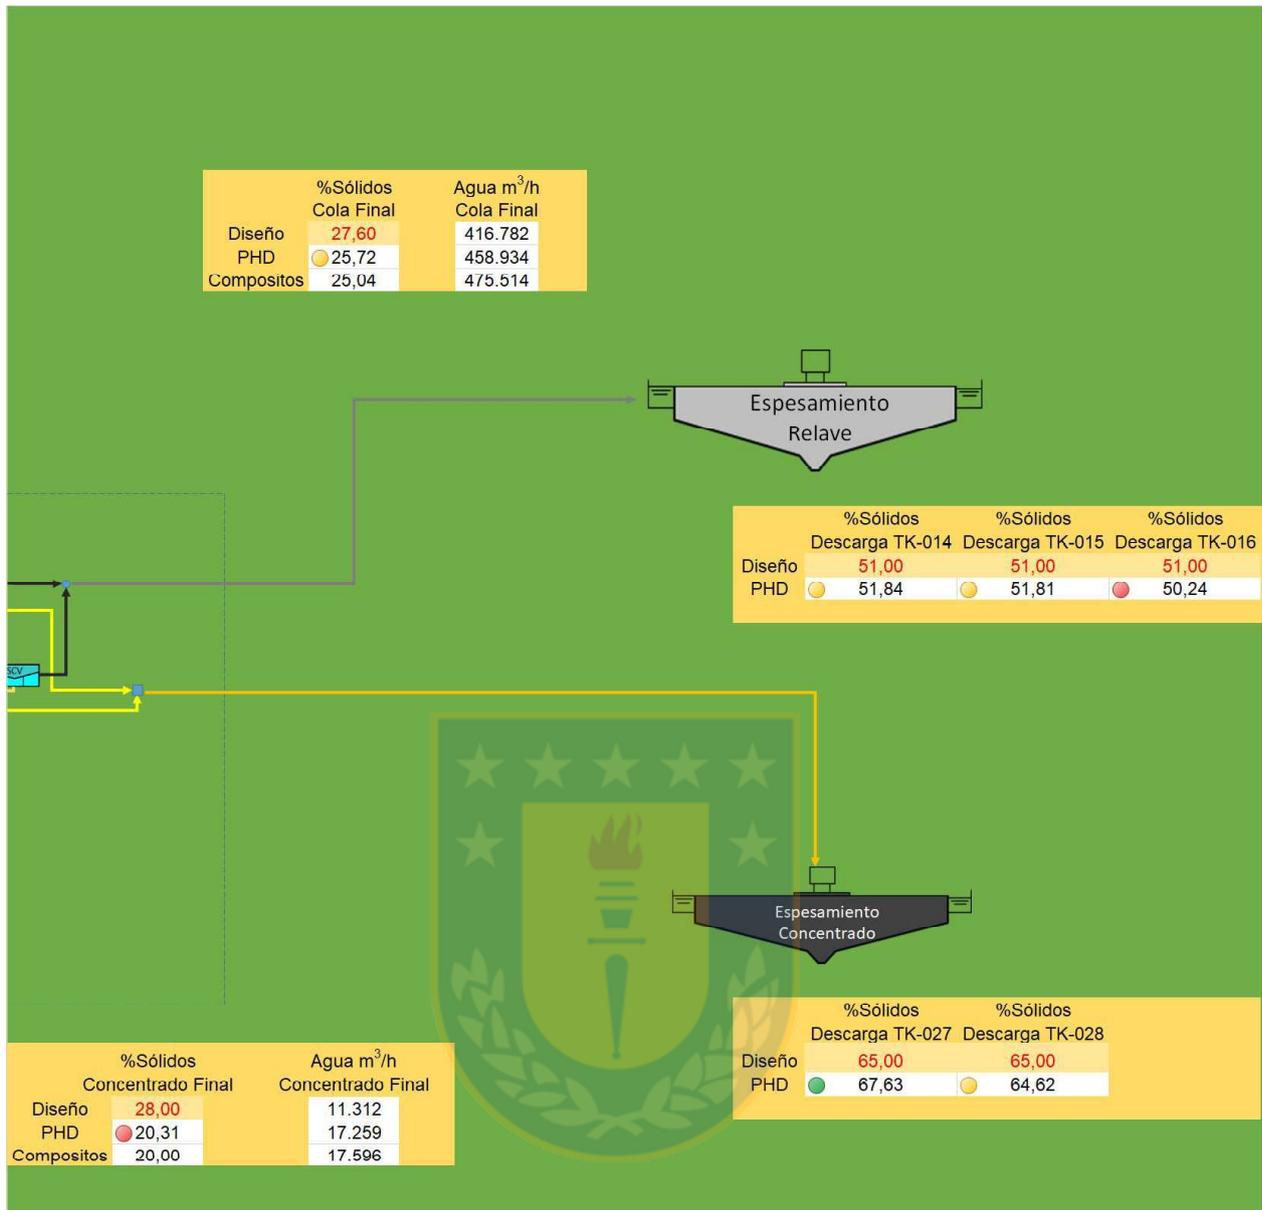 %Sólidos Agua m³/h
Cola Final Cola Final
Diseño 27,60 416.782
PHD 25,72 458.934
Compositos 25,04 475.514
Espesamiento
Relave
%Sólidos %Sólidos %Sólidos
Descarga TK-014 Descarga TK-015 Descarga TK-016
Diseño 51,00 51,00 51,00
PHD 51,84 51,81 50,24
SCV
Espesamiento
Concentrado
%Sólidos %Sólidos
Descarga TK-027 Descarga TK-028
Diseño 65,00 65,00
PHD 67,63 64,62
%Sólidos Agua m³/h
Concentrado Final Concentrado Final
Diseño 28,00 11.312
PHD 20,31 17.259
Compositos 20,00 17.596